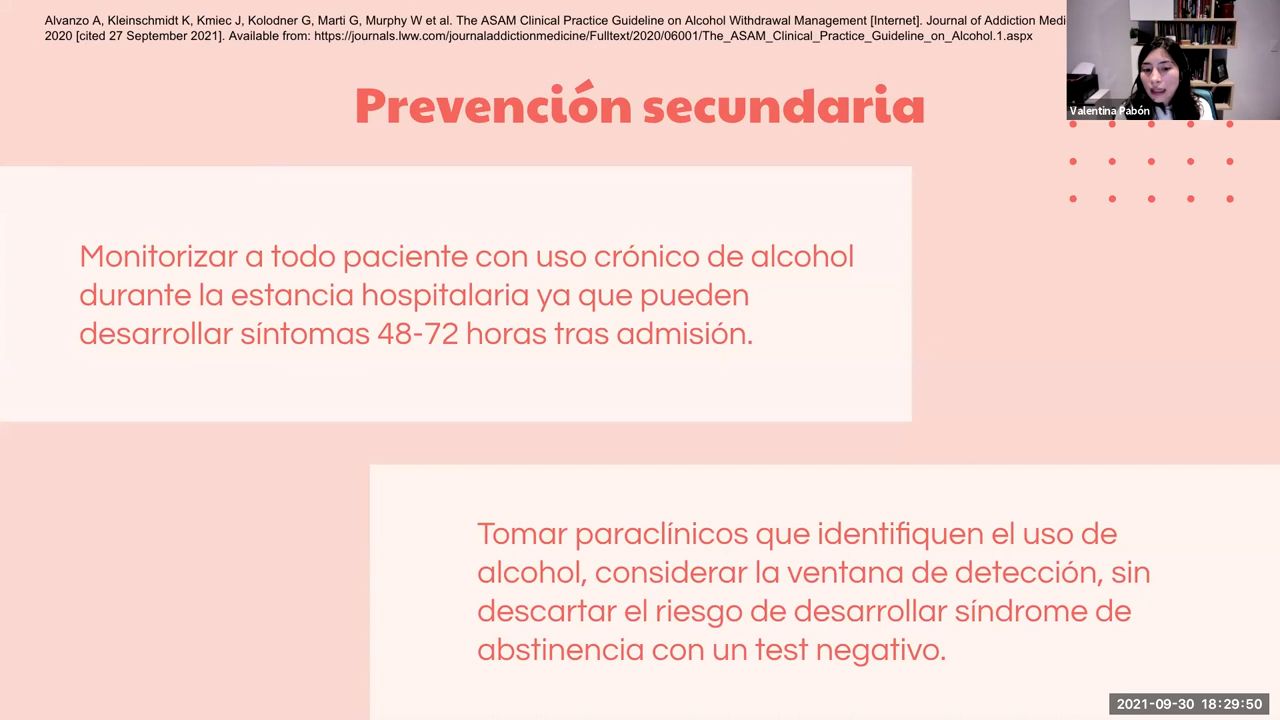 Alvanzo A, Kleinschmidt K, Kmiec J, Kolodner G, Marti G, Murphy W et al. The ASAM Clinical Practice Guideline on Alcohol Withdrawal Management [Internet]. Journal of Addiction Medi
2020 [cited 27 September 2021]. Available from: https://journals.lww.com/journaladdictionmedicine/Fulltext/2020/06001/The_ASAM_Clinical_Practice_Guideline_on_Alcohol.1.aspx
Valentina Pabón
Prevención secundaria
Monitorizar a todo paciente con uso crónico de alcohol
durante la estancia hospitalaria ya que pueden
desarrollar síntomas 48-72 horas tras admisión.
Tomar paraclínicos que identifiquen el uso de
alcohol, considerar la ventana de detección, sin
descartar el riesgo de desarrollar síndrome de
abstinencia con un test negativo.
2021-09-30 18:29:50